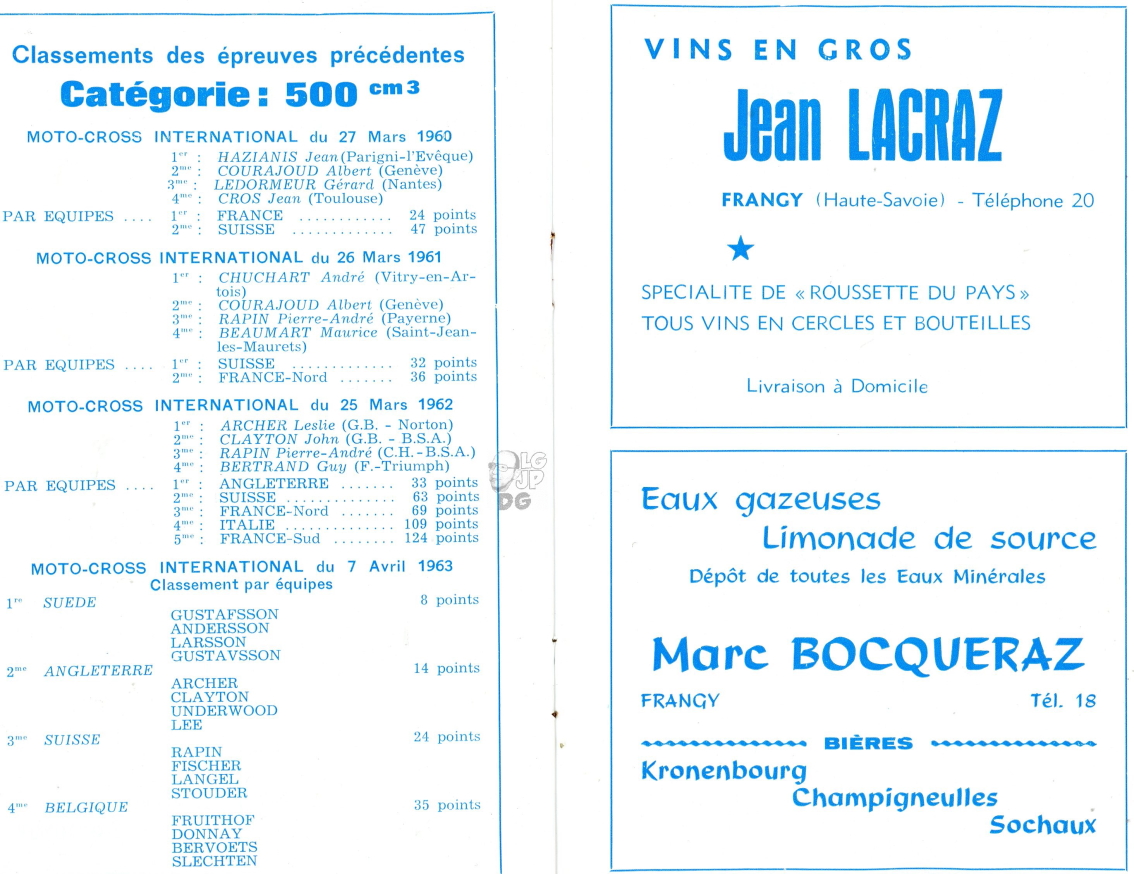 Classements des épreuves précédentes
Catégorie : 500 cm3
MOTO-CROSS INTERNATIONAL du 27 Mars 1960
1er : HAZIANIS Jean (Parigni-l'Evêque)
2me : COURAJOUD Albert (Genève)
3me : LEDORMEUR Gérard (Nantes)
4me : CROS Jean (Toulouse)
PAR EQUIPES .... 1er : FRANCE ............ 24 points
2me : SUISSE ............. 47 points
MOTO-CROSS INTERNATIONAL du 26 Mars 1961
1er : CHUCHART André (Vitry-en-Ar-
tois)
2me : COURAJOUD Albert (Genève)
3me : RAPIN Pierre-André (Payerne)
4me : BEAUMART Maurice (Saint-Jean-
les-Maurets)
PAR EQUIPES .... 1er : SUISSE ............. 32 points
2me : FRANCE-Nord ....... 36 points
MOTO-CROSS INTERNATIONAL du 25 Mars 1962
1er : ARCHER Leslie (G.B. - Norton)
2me : CLAYTON John (G.B. - B.S.A.)
3me : RAPIN Pierre-André (C.H. - B.S.A.)
4me : BERTRAND Guy (F.-Triumph)
PAR EQUIPES .... 1er : ANGLETERRE ....... 33 points
2me : SUISSE .............. 63 points
3me : FRANCE-Nord ....... 69 points
4me : ITALIE .............. 109 points
5me : FRANCE-Sud ........ 124 points
MOTO-CROSS INTERNATIONAL du 7 Avril 1963
Classement par équipes
1re SUEDE 8 points
GUSTAFSSON
ANDERSSON
LARSSON
GUSTAVSSON
2me ANGLETERRE 14 points
ARCHER
CLAYTON
UNDERWOOD
LEE
3me SUISSE 24 points
RAPIN
FISCHER
LANGEL
STOUDER
4me BELGIQUE 35 points
FRUITHOF
DONNAY
BERVOETS
SLECHTEN
LG
JP
DG
VINS EN GROS
Jean LACRAZ
FRANGY (Haute-Savoie) - Téléphone 20
SPECIALITE DE « ROUSSETTE DU PAYS »
TOUS VINS EN CERCLES ET BOUTEILLES
Livraison à Domicile
Eaux gazeuses
Limonade de source
Dépôt de toutes les Eaux Minérales
Marc BOCQUERAZ
FRANGY Tél. 18
BIÈRES
Kronenbourg
Champigneulles
Sochaux